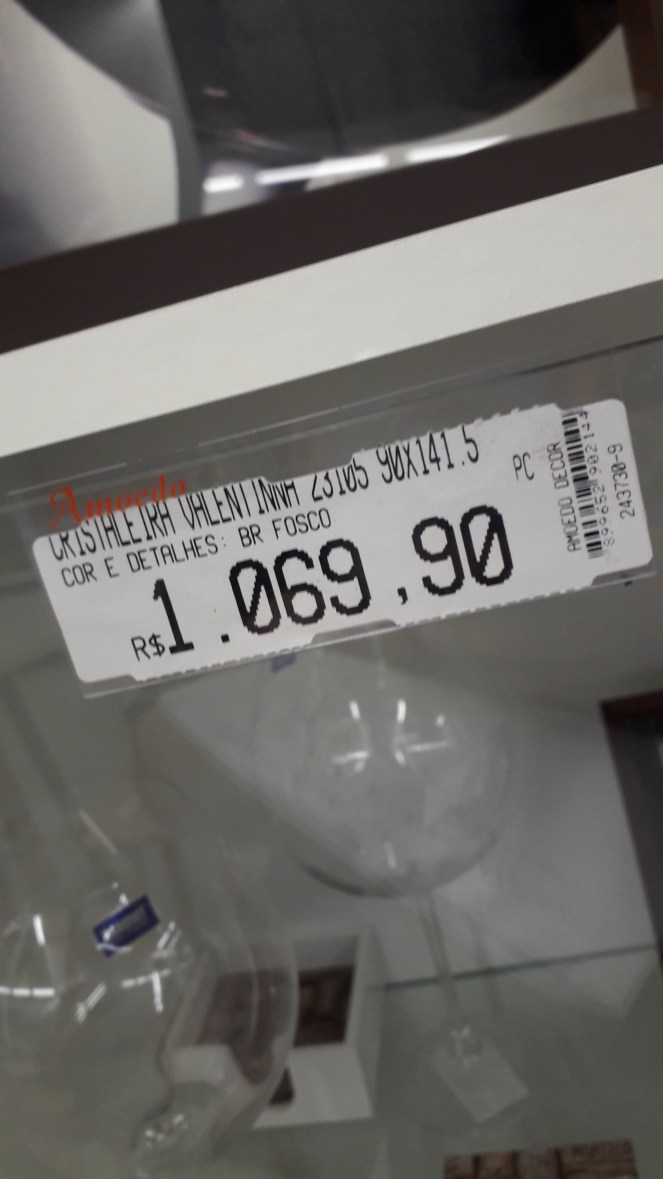 Amoedo
CRISTALEIRA VALENTINNA 23105 90X141.5
COR E DETALHES: BR FOSCO
PC
R$1.069,90
AMOEDO DECOR
243730-9